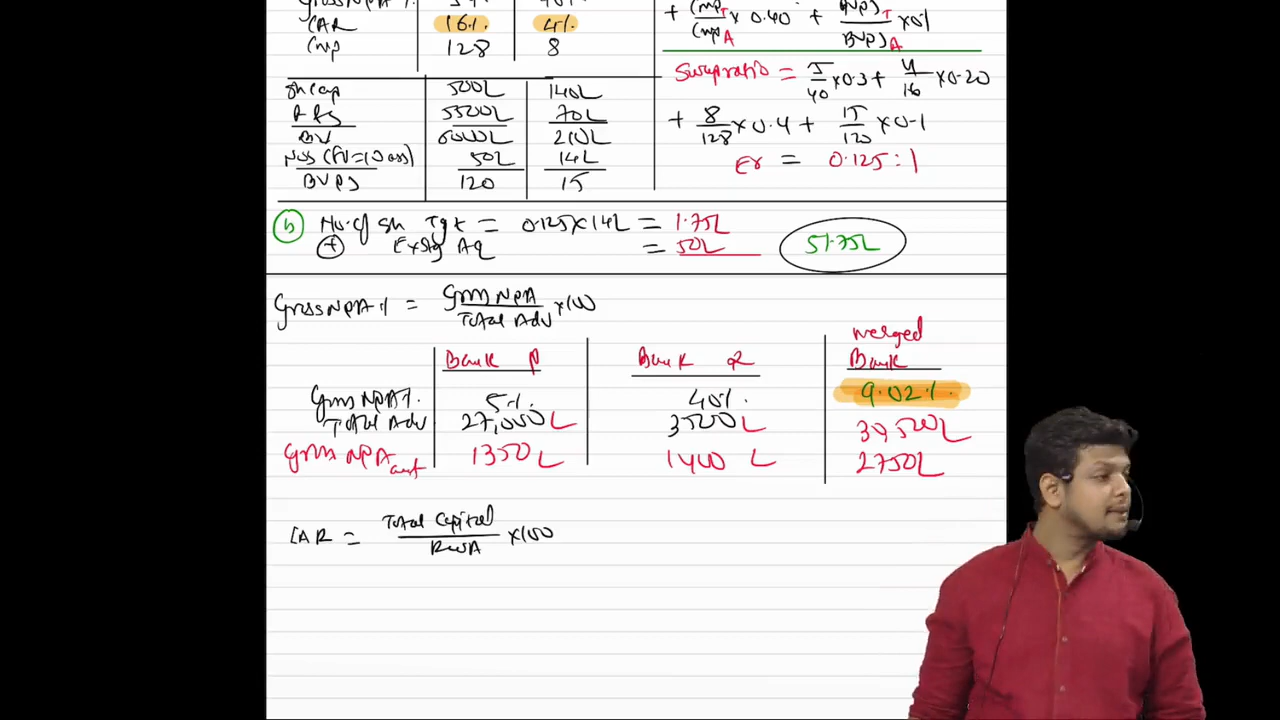 CAR 16% 4%
Cmp 128 8
+ (mp)T/(mp)A × 0.40 + BVPS)T/BVPS)A × 0.1
Swap ratio = 5/40 × 0.3 + 4/16 × 0.20
+ 8/128 × 0.4 + 15/120 × 0.1
Er = 0.125 : 1
Sh cap 500L 140L
R&S 5500L 70L
BV 6000L 210L
Nos (FV=10 ass) 50L 14L
BVPS 120 15
(b) No. of sh Tgt = 0.125 × 14L = 1.75L
(+) Exstg Aq = 50L 51.75L
Gross NPA % = Gross NPA / Total Adv × 100
Bank β Bank α merged Bank
Gross NPA % 5% 40% 9.02%
Total Adv 27,000L 3500L 30,500L
Gross NPA amt 1350L 1400L 2750L
CAR = Total Capital / RWA × 100